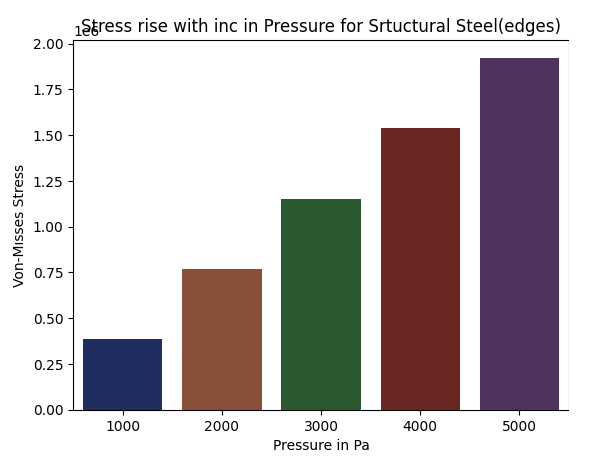 Stress rise with inc in Pressure for Srtuctural Steel(edges)
1e6
2.00
1.75
1.50
1.25
1.00
0.75
0.50
0.25
0.00
Von-Misses Stress
1000 2000 3000 4000 5000
Pressure in Pa